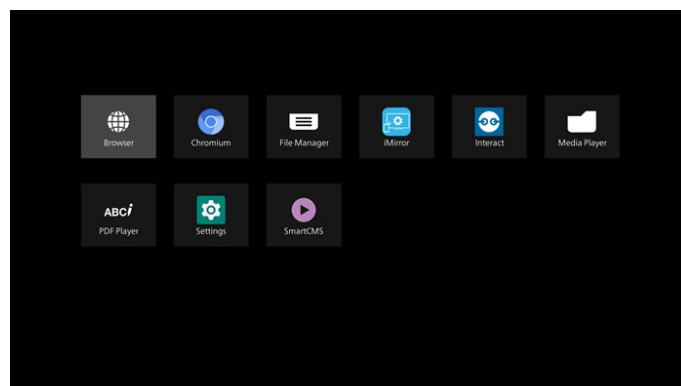 Browser
Chromium
File Manager
iMirror
Interact
Media Player
ABCi
PDF Player
Settings
SmartCMS